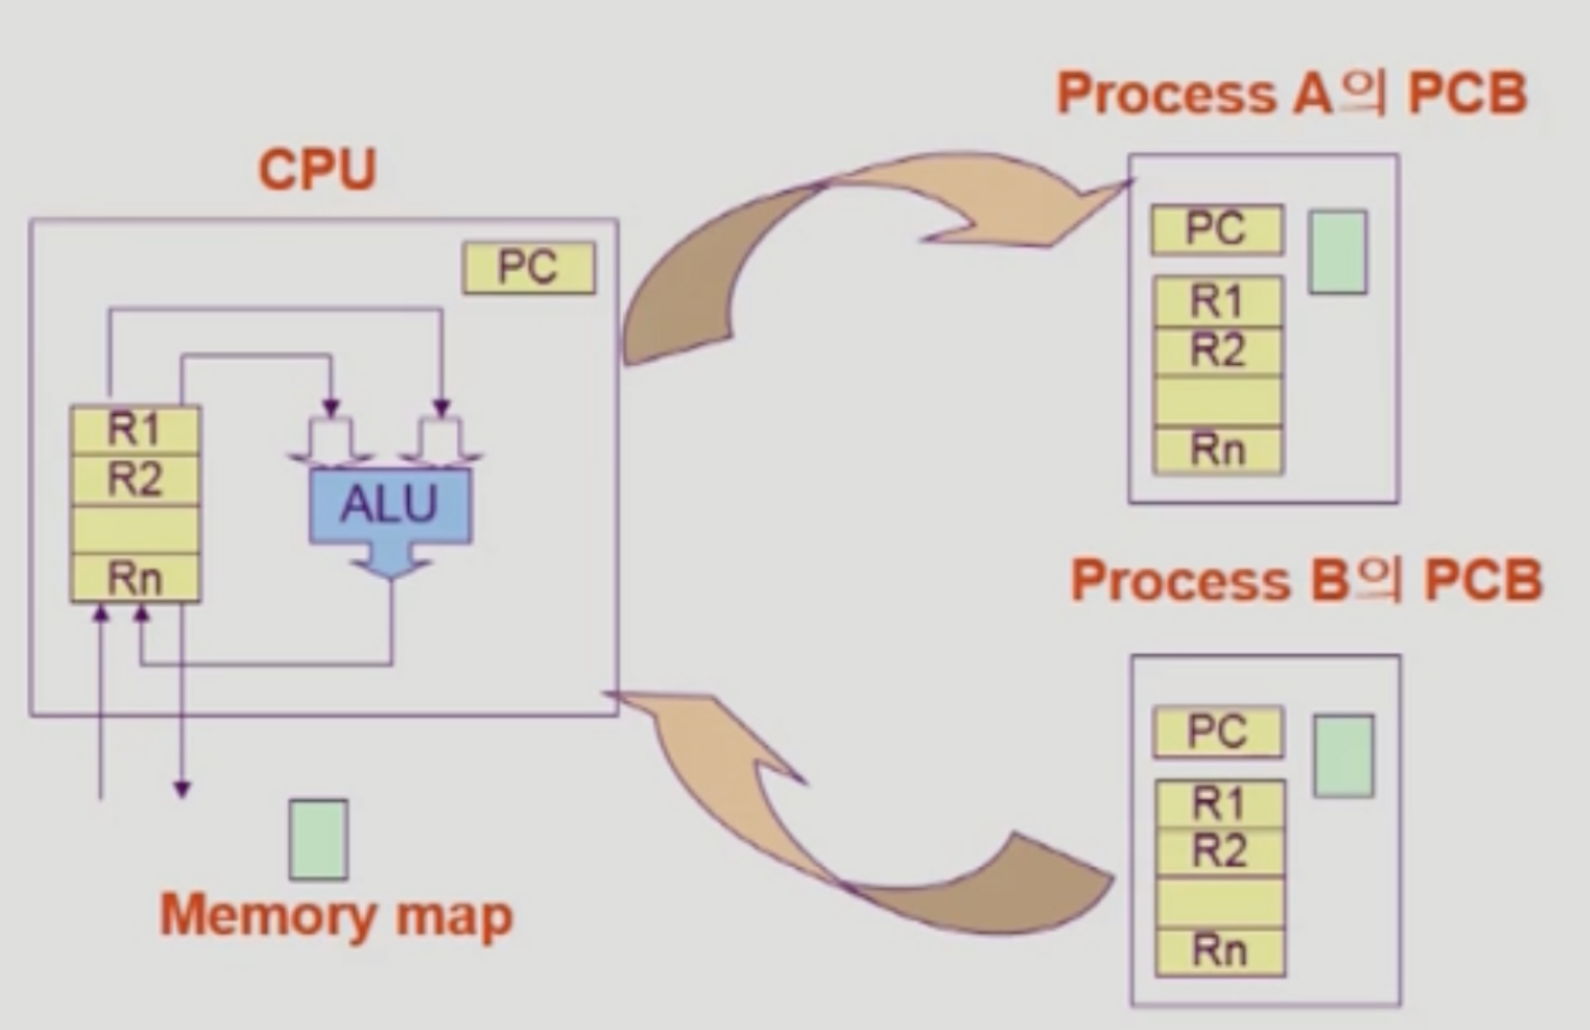 CPU
PC
R1
R2
Rn
ALU
Memory map
Process A의 PCB
PC
R1
R2
Rn
Process B의 PCB
PC
R1
R2
Rn